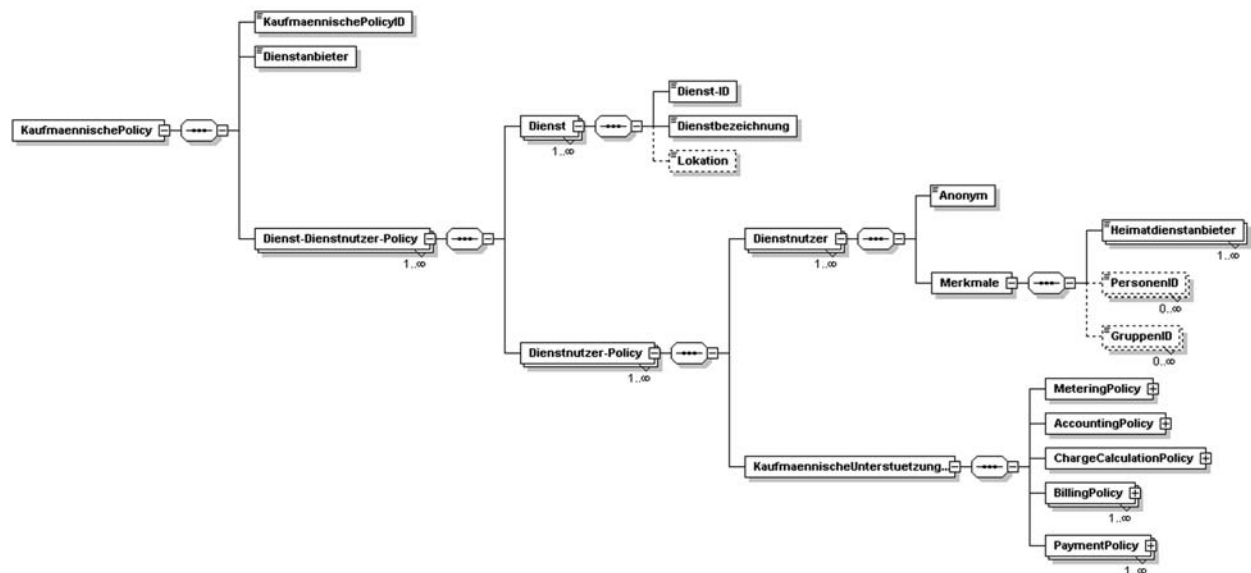 KaufmaennischePolicyID
Dienstanbieter
KaufmaennischePolicy
Dienst-Dienstnutzer-Policy
1..∞
Dienst
1..∞
Dienst-ID
Dienstbezeichnung
Lokation
Dienstnutzer-Policy
1..∞
Dienstnutzer
1..∞
Anonym
Merkmale
Heimatdienstanbieter
1..∞
PersonenID
0..∞
GruppenID
0..∞
KaufmaennischeUnterstuetzung...
MeteringPolicy
AccountingPolicy
ChargeCalculationPolicy
BillingPolicy
1..∞
PaymentPolicy
1..∞